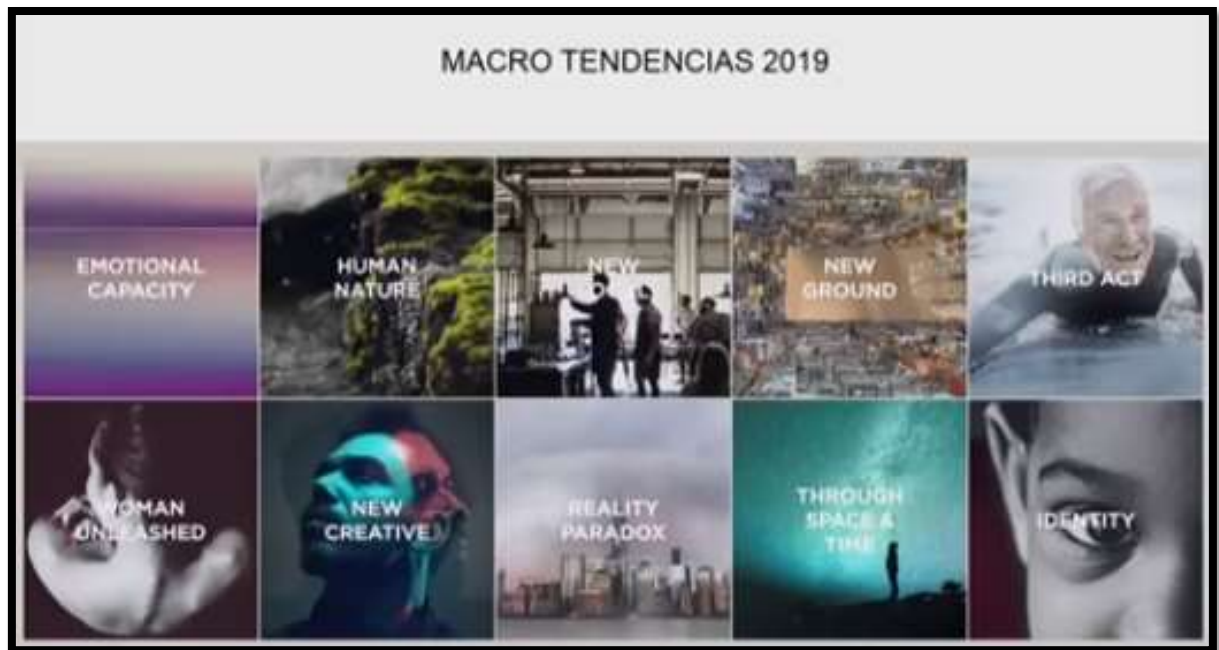 MACRO TENDENCIAS 2019
EMOTIONAL
CAPACITY
HUMAN
NATURE
NEW
NEW
GROUND
THIRD ACT
WOMAN
UNLEASHED
NEW
CREATIVE
REALITY
PARADOX
THROUGH
SPACE &
TIME
IDENTITY